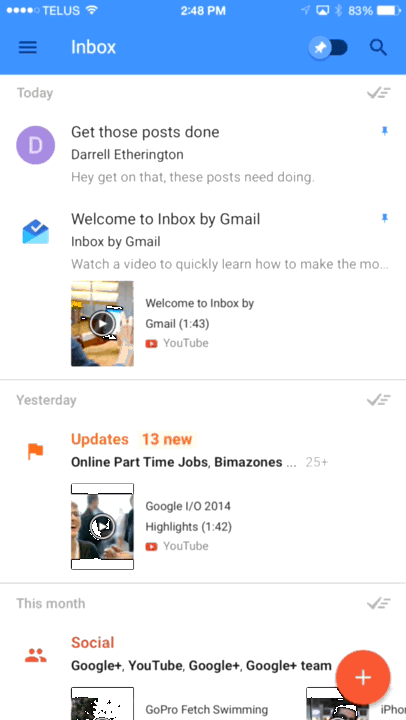 TELUS 2:48 PM 83%
Inbox
Today
D
Get those posts done
Darrell Etherington
Hey get on that, these posts need doing.
Welcome to Inbox by Gmail
Inbox by Gmail
Watch a video to quickly learn how to make the mo...
Welcome to Inbox by
Gmail (1:43)
YouTube
Yesterday
Updates 13 new
Online Part Time Jobs, Bimazones ... 25+
Google I/O 2014
Highlights (1:42)
YouTube
This month
Social
Google+, YouTube, Google+, Google+ team
GoPro Fetch Swimming
iPho